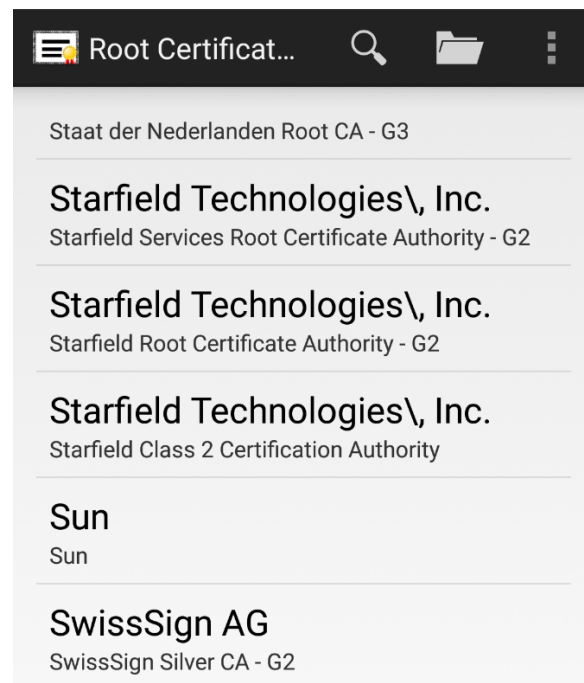 Root Certificat...
Staat der Nederlanden Root CA - G3
Starfield Technologies\, Inc.
Starfield Services Root Certificate Authority - G2
Starfield Technologies\, Inc.
Starfield Root Certificate Authority - G2
Starfield Technologies\, Inc.
Starfield Class 2 Certification Authority
Sun
Sun
SwissSign AG
SwissSign Silver CA - G2